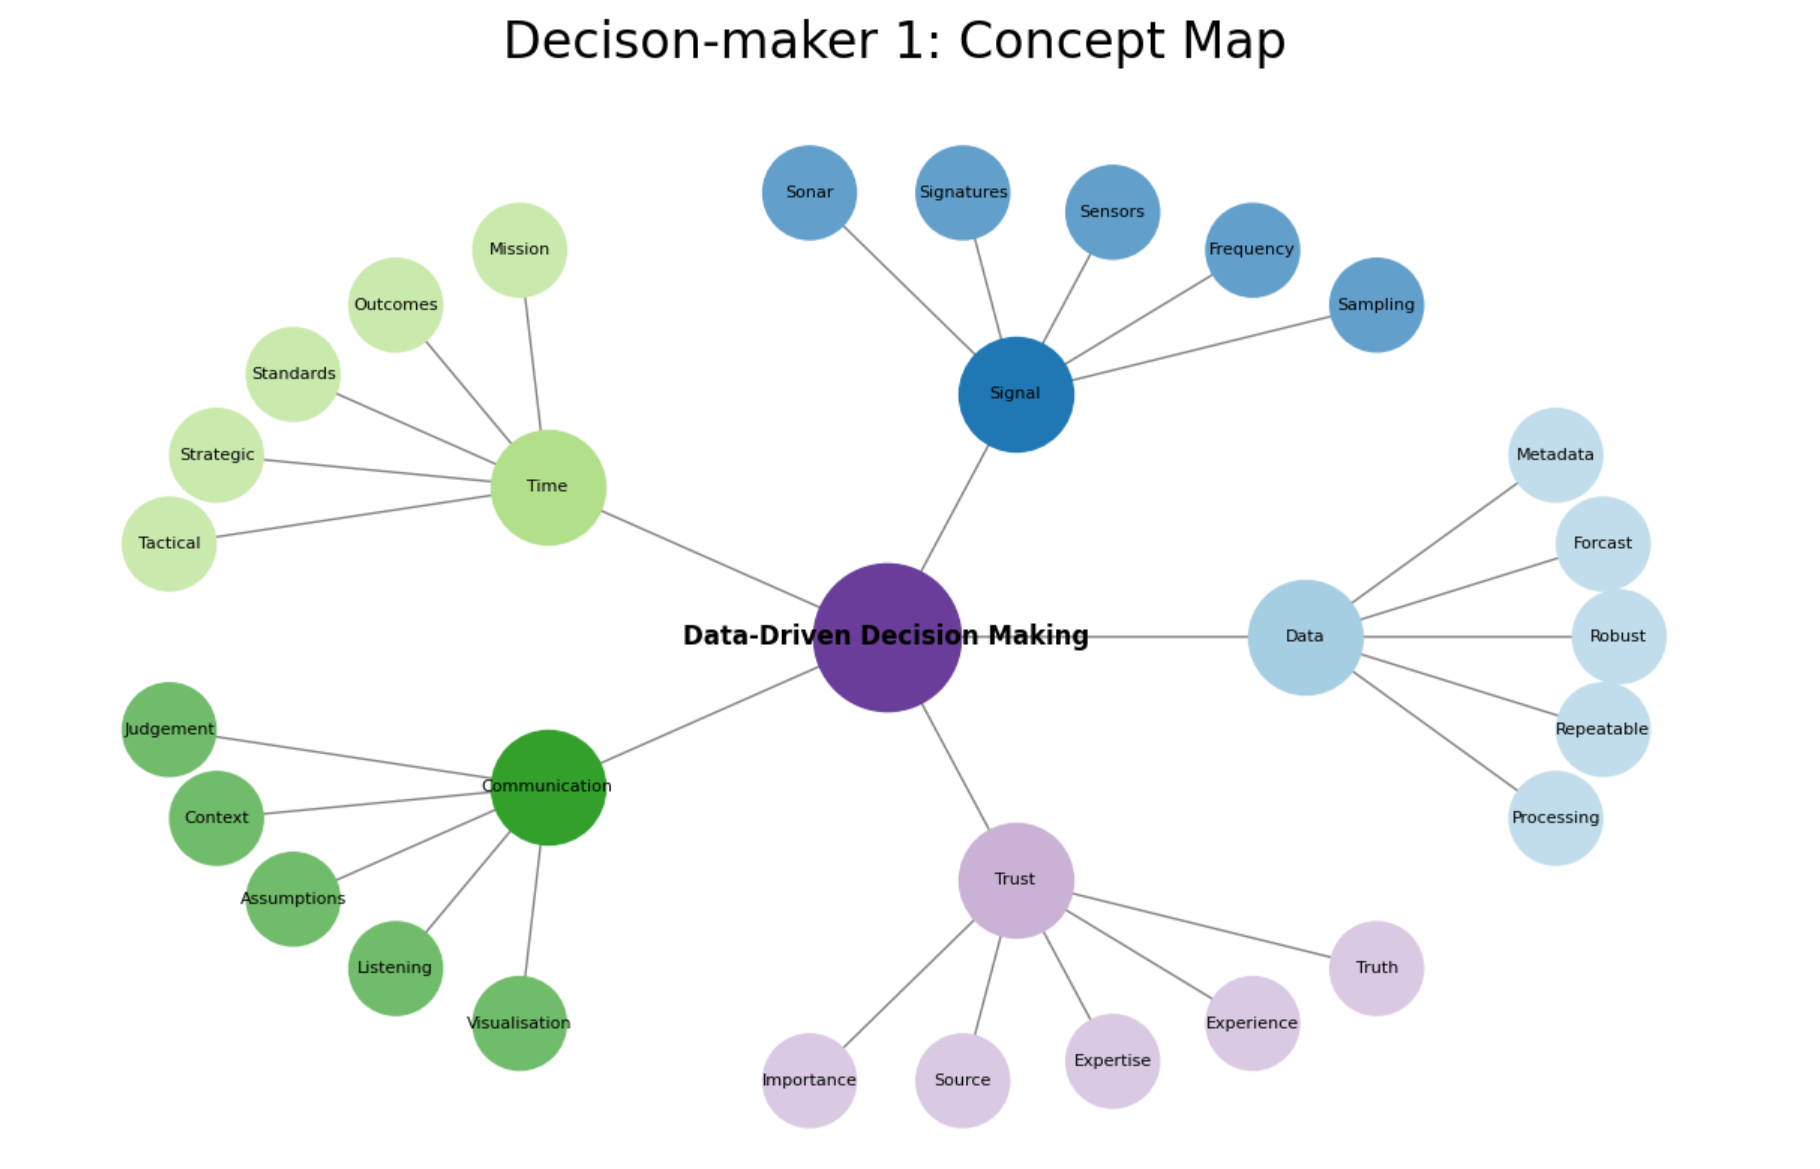 Decison-maker 1: Concept Map
Sonar
Signatures
Sensors
Frequency
Sampling
Signal
Mission
Outcomes
Standards
Strategic
Tactical
Time
Metadata
Forcast
Robust
Repeatable
Processing
Data
Data-Driven Decision Making
Judgement
Context
Assumptions
Listening
Visualisation
Communication
Trust
Truth
Experience
Expertise
Source
Importance